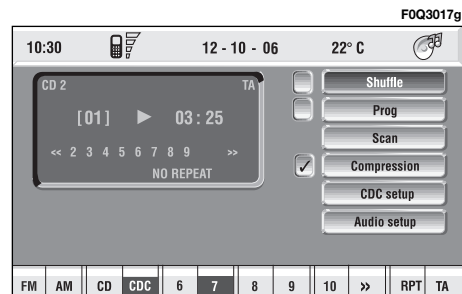 F0Q3017g
10:30 12 - 10 - 06 22° C
CD 2 TA
[01] ▶ 03 : 25
<< 2 3 4 5 6 7 8 9 >>
NO REPEAT
Shuffle
Prog
Scan
Compression
CDC setup
Audio setup
FM AM CD CDC 6 7 8 9 10 >> RPT TA